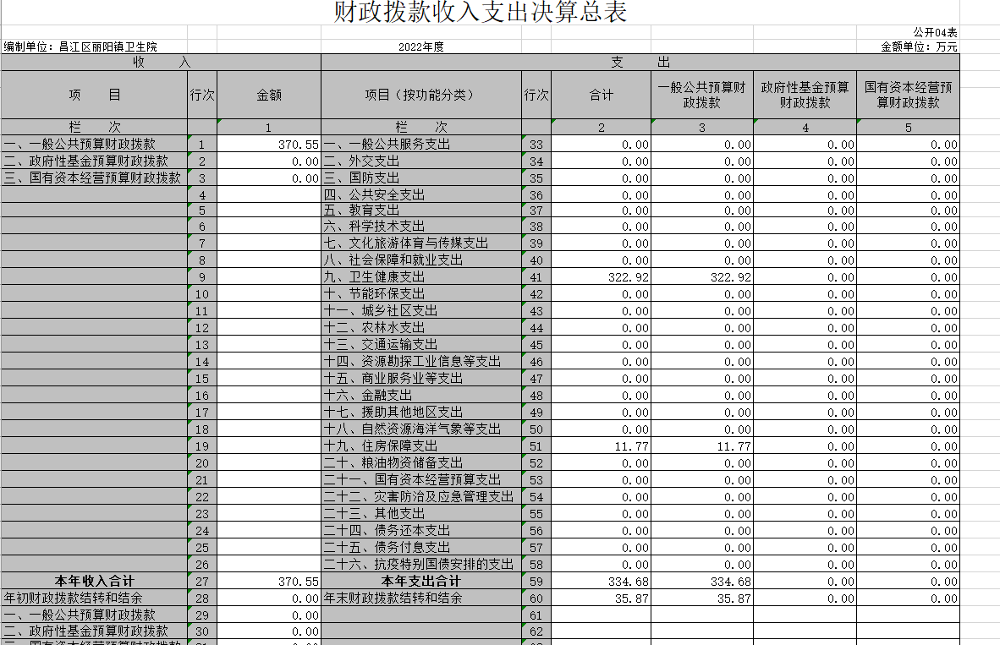 财政拨款收入支出决算总表
公开04表
编制单位：昌江区丽阳镇卫生院 2022年度 金额单位：万元
收 入 支 出
项 目 行次 金额 项目（按功能分类） 行次 合计 一般公共预算财政拨款 政府性基金预算财政拨款 国有资本经营预算财政拨款
栏 次 1 栏 次 2 3 4 5
一、一般公共预算财政拨款 1 370.55 一、一般公共服务支出 33 0.00 0.00 0.00 0.00
二、政府性基金预算财政拨款 2 0.00 二、外交支出 34 0.00 0.00 0.00 0.00
三、国有资本经营预算财政拨款 3 0.00 三、国防支出 35 0.00 0.00 0.00 0.00
4 四、公共安全支出 36 0.00 0.00 0.00 0.00
5 五、教育支出 37 0.00 0.00 0.00 0.00
6 六、科学技术支出 38 0.00 0.00 0.00 0.00
7 七、文化旅游体育与传媒支出 39 0.00 0.00 0.00 0.00
8 八、社会保障和就业支出 40 0.00 0.00 0.00 0.00
9 九、卫生健康支出 41 322.92 322.92 0.00 0.00
10 十、节能环保支出 42 0.00 0.00 0.00 0.00
11 十一、城乡社区支出 43 0.00 0.00 0.00 0.00
12 十二、农林水支出 44 0.00 0.00 0.00 0.00
13 十三、交通运输支出 45 0.00 0.00 0.00 0.00
14 十四、资源勘探工业信息等支出 46 0.00 0.00 0.00 0.00
15 十五、商业服务业等支出 47 0.00 0.00 0.00 0.00
16 十六、金融支出 48 0.00 0.00 0.00 0.00
17 十七、援助其他地区支出 49 0.00 0.00 0.00 0.00
18 十八、自然资源海洋气象等支出 50 0.00 0.00 0.00 0.00
19 十九、住房保障支出 51 11.77 11.77 0.00 0.00
20 二十、粮油物资储备支出 52 0.00 0.00 0.00 0.00
21 二十一、国有资本经营预算支出 53 0.00 0.00 0.00 0.00
22 二十二、灾害防治及应急管理支出 54 0.00 0.00 0.00 0.00
23 二十三、其他支出 55 0.00 0.00 0.00 0.00
24 二十四、债务还本支出 56 0.00 0.00 0.00 0.00
25 二十五、债务付息支出 57 0.00 0.00 0.00 0.00
26 二十六、抗疫特别国债安排的支出 58 0.00 0.00 0.00 0.00
本年收入合计 27 370.55 本年支出合计 59 334.68 334.68 0.00 0.00
年初财政拨款结转和结余 28 0.00 年末财政拨款结转和结余 60 35.87 35.87 0.00 0.00
一、一般公共预算财政拨款 29 0.00 61
二、政府性基金预算财政拨款 30 0.00 62